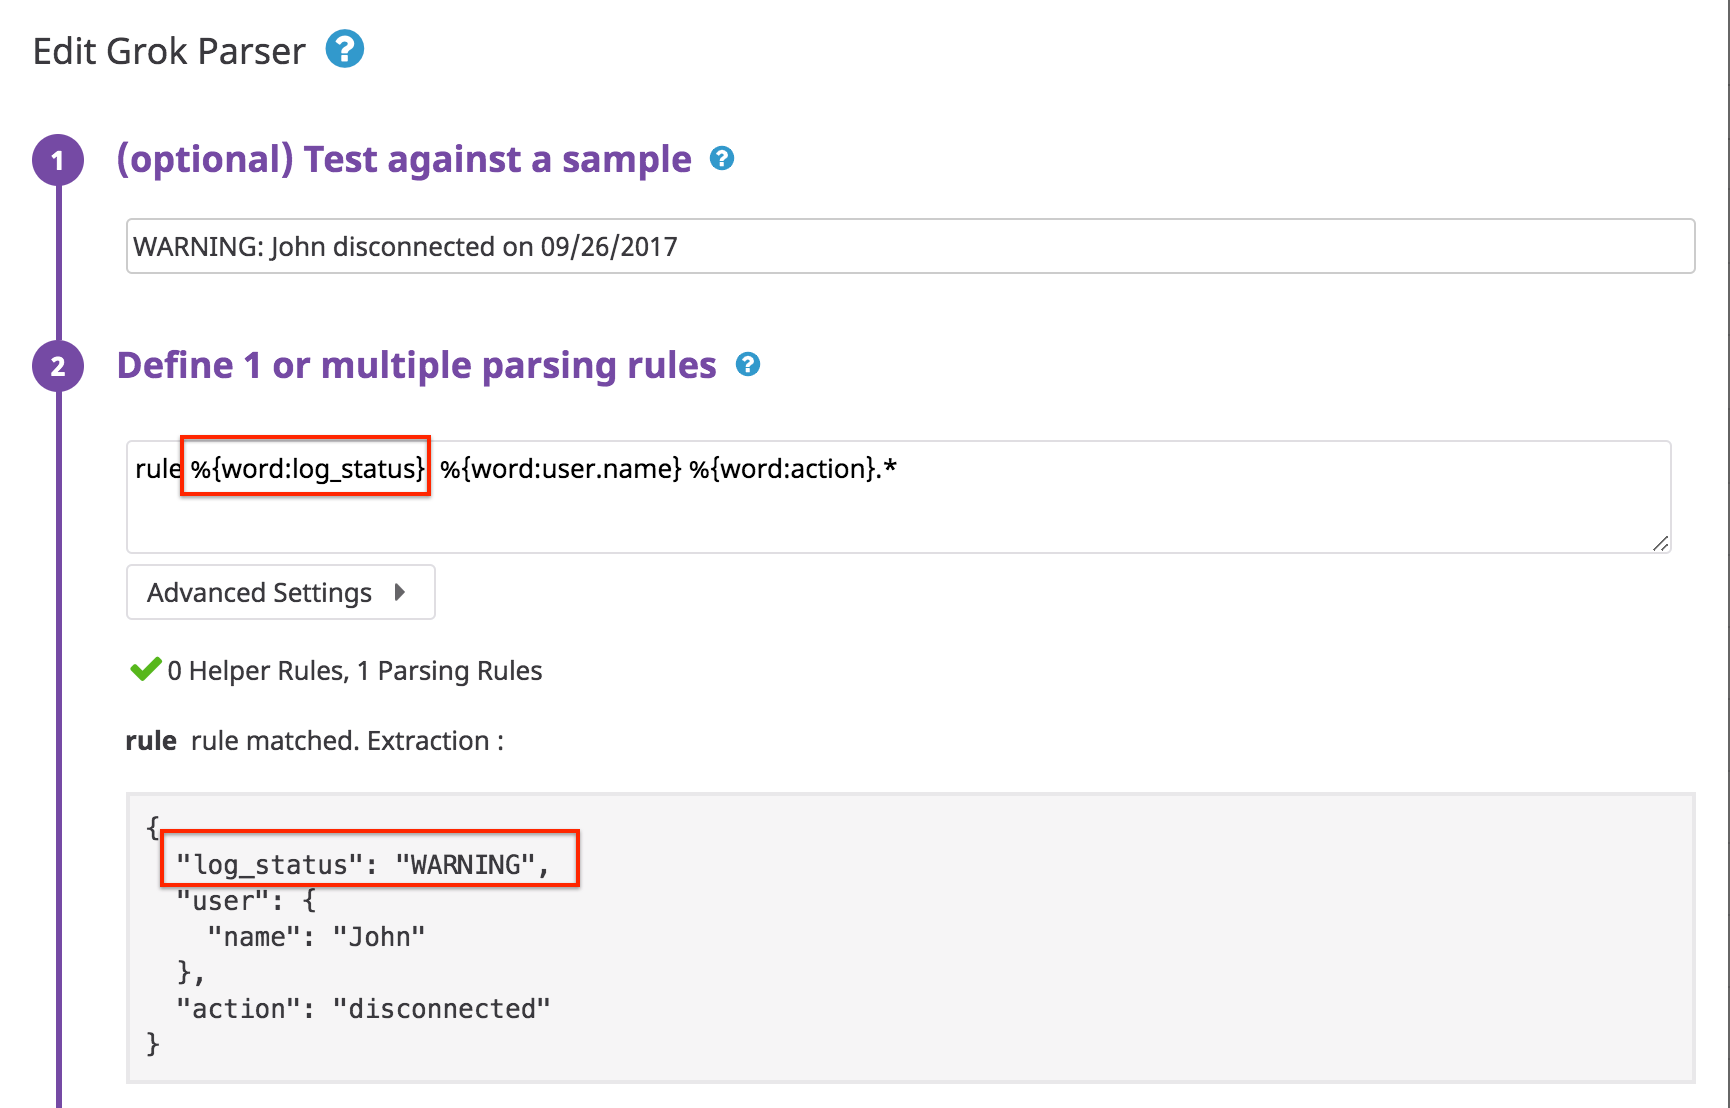 Edit Grok Parser ?
1 (optional) Test against a sample ?
WARNING: John disconnected on 09/26/2017
2 Define 1 or multiple parsing rules ?
rule %{word:log_status} %{word:user.name} %{word:action}.*
Advanced Settings
0 Helper Rules, 1 Parsing Rules
rule rule matched. Extraction :
{
"log_status": "WARNING",
"user": {
"name": "John"
},
"action": "disconnected"
}